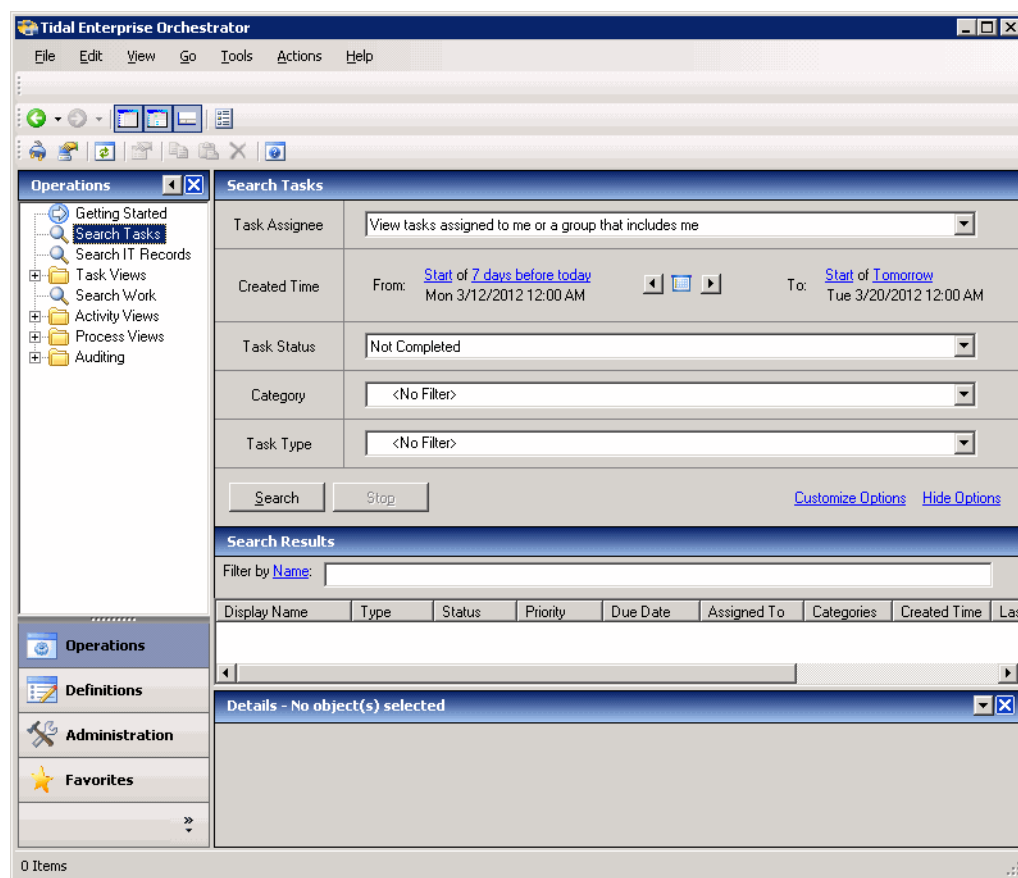 Tidal Enterprise Orchestrator
File Edit View Go Tools Actions Help
Operations
Getting Started
Search Tasks
Search IT Records
Task Views
Search Work
Activity Views
Process Views
Auditing
Operations
Definitions
Administration
Favorites
Search Tasks
Task Assignee View tasks assigned to me or a group that includes me
Created Time From: Start of 7 days before today To: Start of Tomorrow
Mon 3/12/2012 12:00 AM Tue 3/20/2012 12:00 AM
Task Status Not Completed
Category <No Filter>
Task Type <No Filter>
Search Stop Customize Options Hide Options
Search Results
Filter by Name:
Display Name Type Status Priority Due Date Assigned To Categories Created Time Las
Details - No object(s) selected
0 Items